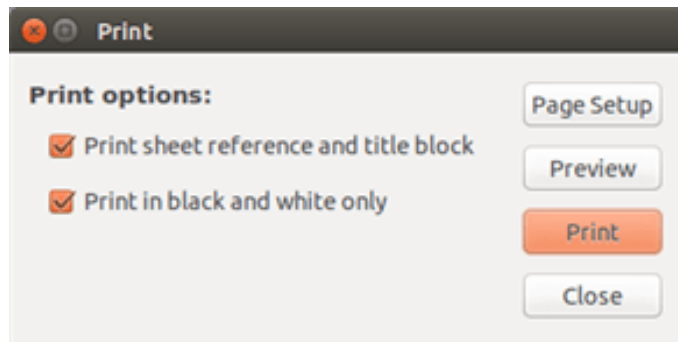 Print
Print options:
Print sheet reference and title block
Print in black and white only
Page Setup
Preview
Print
Close